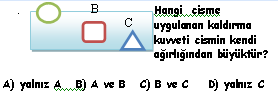 B
C
Hangi cisme
uygulanan kaldırma
kuvveti cismin kendi
ağırlığından büyüktür?
A) yalnız A B) A ve B C) B ve C D) yalnız C